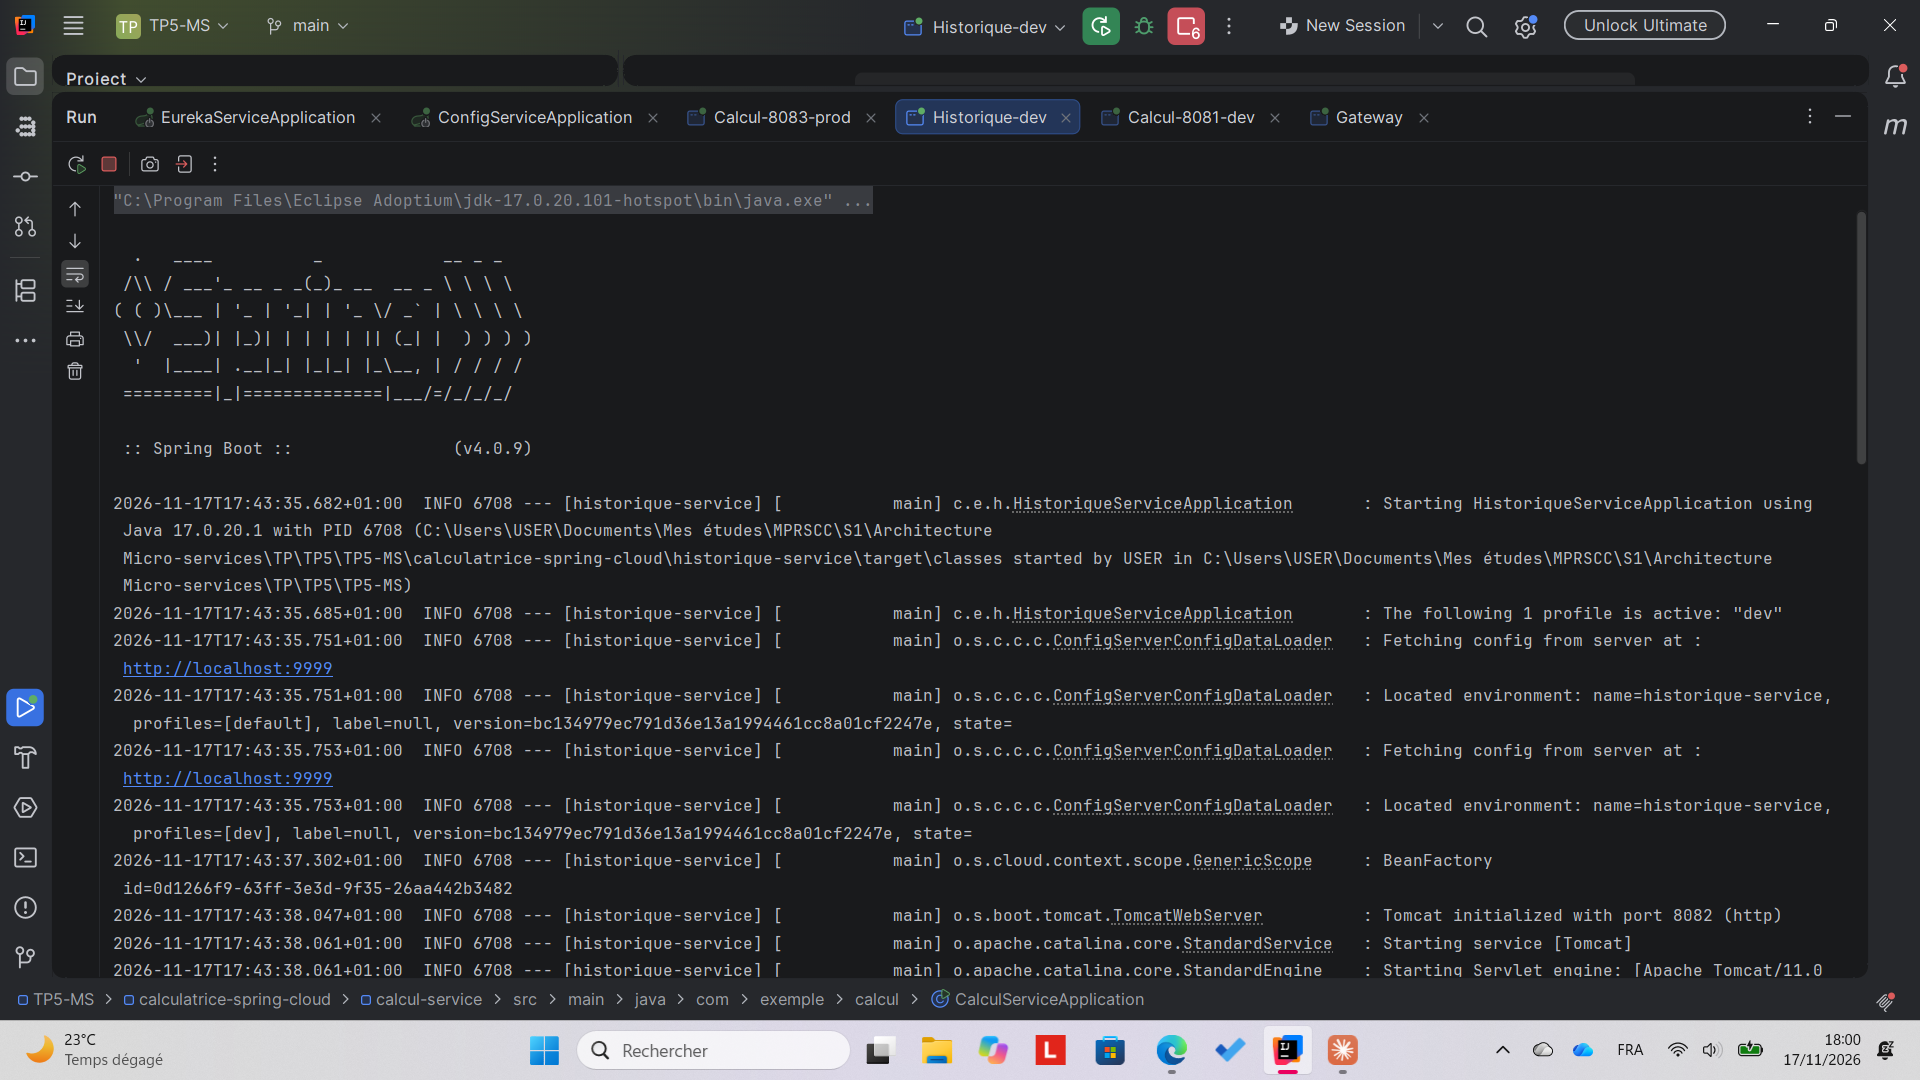 TP TP5-MS main Historique-dev 6 New Session Unlock Ultimate
Project
Run EurekaServiceApplication ConfigServiceApplication Calcul-8083-prod Historique-dev Calcul-8081-dev Gateway
"C:\Program Files\Eclipse Adoptium\jdk-17.0.20.101-hotspot\bin\java.exe" ...
  .   ____          _            __ _ _
 /\\ / ___'_ __ _ _(_)_ __  __ _ \ \ \ \
( ( )\___ | '_ | '_| | '_ \/ _` | \ \ \ \
 \\/  ___)| |_)| | | | | || (_| |  ) ) ) )
  '  |____| .__|_| |_|_| |_\__, | / / / /
 =========|_|==============|___/=/_/_/_/
:: Spring Boot :: (v4.0.9)
2026-11-17T17:43:35.682+01:00  INFO 6708 --- [historique-service] [           main] c.e.h.HistoriqueServiceApplication       : Starting HistoriqueServiceApplication using
Java 17.0.20.1 with PID 6708 (C:\Users\USER\Documents\Mes études\MPRSCC\S1\Architecture
Micro-services\TP\TP5\TP5-MS\calculatrice-spring-cloud\historique-service\target\classes started by USER in C:\Users\USER\Documents\Mes études\MPRSCC\S1\Architecture
Micro-services\TP\TP5\TP5-MS)
2026-11-17T17:43:35.685+01:00  INFO 6708 --- [historique-service] [           main] c.e.h.HistoriqueServiceApplication       : The following 1 profile is active: "dev"
2026-11-17T17:43:35.751+01:00  INFO 6708 --- [historique-service] [           main] o.s.c.c.c.ConfigServerConfigDataLoader   : Fetching config from server at :
http://localhost:9999
2026-11-17T17:43:35.751+01:00  INFO 6708 --- [historique-service] [           main] o.s.c.c.c.ConfigServerConfigDataLoader   : Located environment: name=historique-service,
profiles=[default], label=null, version=bc134979ec791d36e13a1994461cc8a01cf2247e, state=
2026-11-17T17:43:35.753+01:00  INFO 6708 --- [historique-service] [           main] o.s.c.c.c.ConfigServerConfigDataLoader   : Fetching config from server at :
http://localhost:9999
2026-11-17T17:43:35.753+01:00  INFO 6708 --- [historique-service] [           main] o.s.c.c.c.ConfigServerConfigDataLoader   : Located environment: name=historique-service,
profiles=[dev], label=null, version=bc134979ec791d36e13a1994461cc8a01cf2247e, state=
2026-11-17T17:43:37.302+01:00  INFO 6708 --- [historique-service] [           main] o.s.cloud.context.scope.GenericScope     : BeanFactory
id=0d1266f9-63ff-3e3d-9f35-26aa442b3482
2026-11-17T17:43:38.047+01:00  INFO 6708 --- [historique-service] [           main] o.s.boot.tomcat.TomcatWebServer          : Tomcat initialized with port 8082 (http)
2026-11-17T17:43:38.061+01:00  INFO 6708 --- [historique-service] [           main] o.apache.catalina.core.StandardService   : Starting service [Tomcat]
2026-11-17T17:43:38.061+01:00  INFO 6708 --- [historique-service] [           main] o.apache.catalina.core.StandardEngine    : Starting Servlet engine: [Apache Tomcat/11.0
TP5-MS calculatrice-spring-cloud calcul-service src main java com exemple calcul CalculServiceApplication
23°C
Temps dégagé
Rechercher
FRA
18:00
17/11/2026